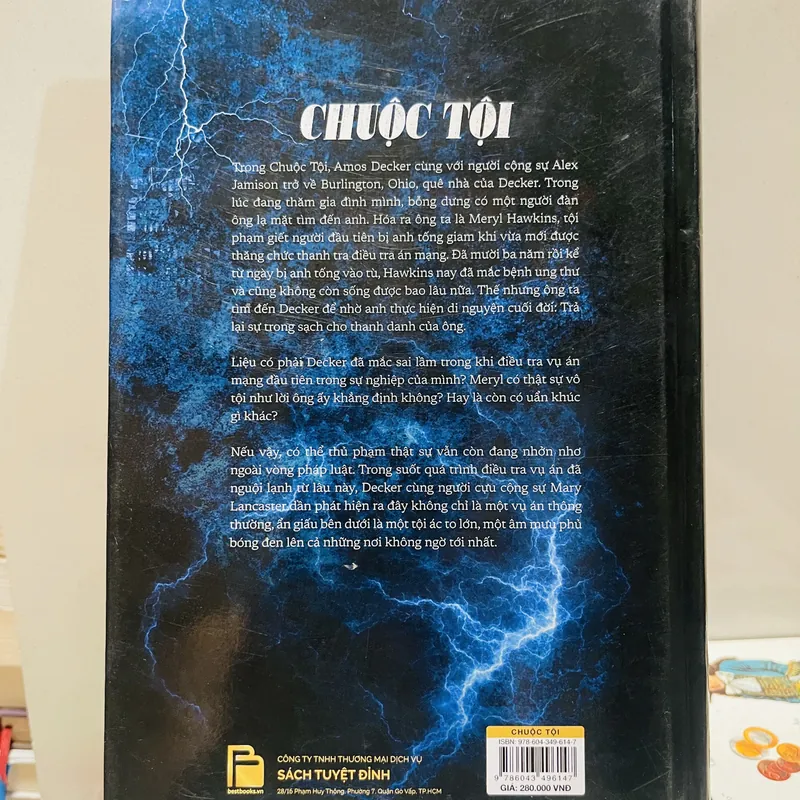 CHUỘC TỘI
Trong Chuộc Tội, Amos Decker cùng với người cộng sự Alex
Jamison trở về Burlington, Ohio, quê nhà của Decker. Trong
lúc đang thăm gia đình mình, bỗng dưng có một người đàn
ông lạ mặt tìm đến anh. Hóa ra ông ta là Meryl Hawkins, tội
phạm giết người đầu tiên bị anh tống giam khi vừa mới được
thăng chức thanh tra điều tra án mạng. Đã mười ba năm rồi kể
từ ngày bị anh tống vào tù, Hawkins nay đã mắc bệnh ung thư
và cũng không còn sống được bao lâu nữa. Thế nhưng ông ta
tìm đến Decker để nhờ anh thực hiện di nguyện cuối đời: Trả
lại sự trong sạch cho thanh danh của ông.
Liệu có phải Decker đã mắc sai lầm trong khi điều tra vụ án
mạng đầu tiên trong sự nghiệp của mình? Meryl có thật sự vô
tội như lời ông ấy khẳng định không? Hay là còn có uẩn khúc
gì khác?
Nếu vậy, có thể thủ phạm thật sự vẫn còn đang nhởn nhơ
ngoài vòng pháp luật. Trong suốt quá trình điều tra vụ án đã
nguội lạnh từ lâu này, Decker cùng người cựu cộng sự Mary
Lancaster dần phát hiện ra đây không chỉ là một vụ án thông
thường, ẩn giấu bên dưới là một tội ác to lớn, một âm mưu phủ
bóng đen lên cả những nơi không ngờ tới nhất.
bestbooks.vn
CÔNG TY TNHH THƯƠNG MẠI DỊCH VỤ
SÁCH TUYỆT ĐỈNH
28/16 Phạm Huy Thông, Phường 7, Quận Gò Vấp, TP.HCM
CHUỘC TỘI
ISBN: 978-604-349-614-7
9 786043 496147
GIÁ: 280.000 VNĐ